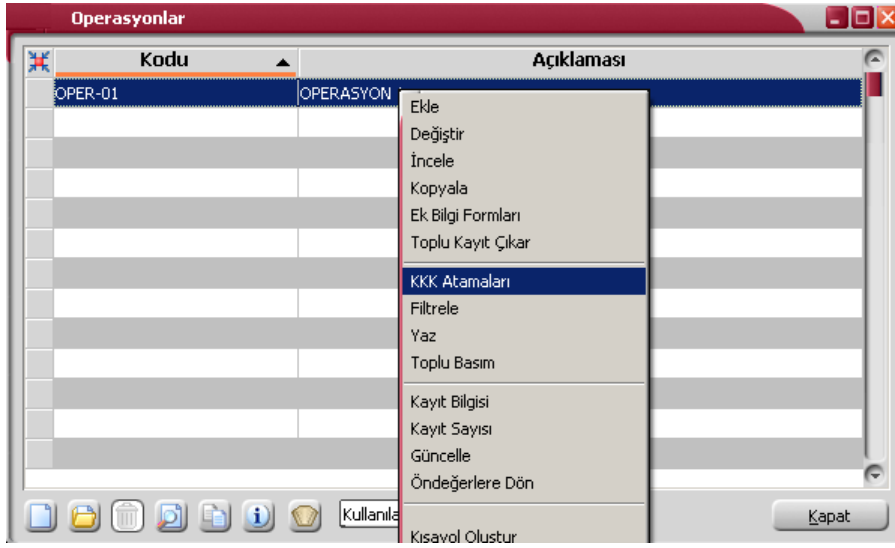 Operasyonlar
Kodu Açıklaması
OPER-01 OPERASYON
Ekle
Değiştir
İncele
Kopyala
Ek Bilgi Formları
Toplu Kayıt Çıkar
KKK Atamaları
Filtrele
Yaz
Toplu Basım
Kayıt Bilgisi
Kayıt Sayısı
Güncelle
Öndeğerlere Dön
Kısayol Oluştur
Kullanıla
Kapat